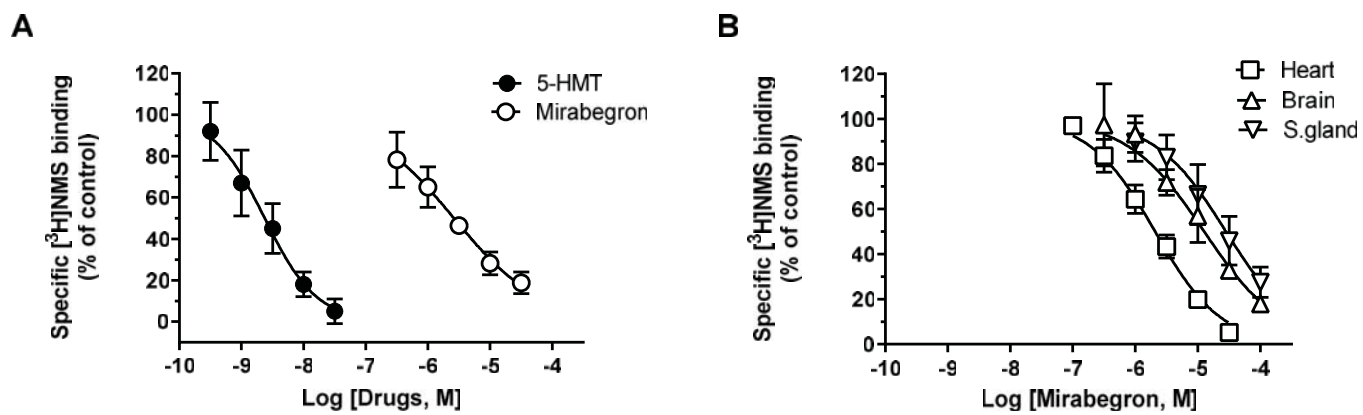 A
Specific [³H]NMS binding
(% of control)
120
100
80
60
40
20
0
-10
-9
-8
-7
-6
-5
-4
Log [Drugs, M]
5-HMT
Mirabegron
B
Specific [³H]NMS binding
(% of control)
120
100
80
60
40
20
0
-10
-9
-8
-7
-6
-5
-4
Log [Mirabegron, M]
Heart
Brain
S.gland